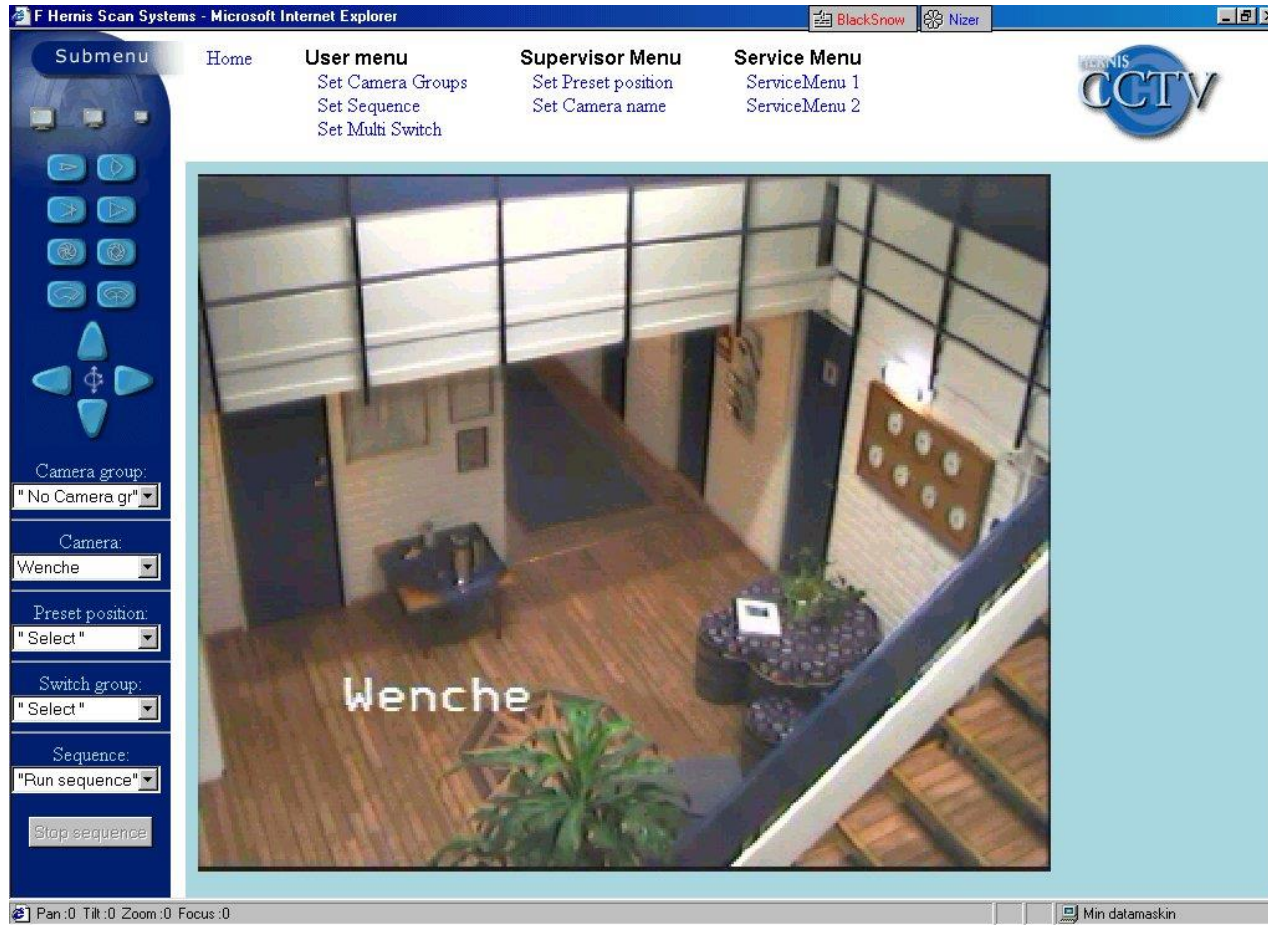 F Hernis Scan Systems - Microsoft Internet Explorer
BlackSnow
Nizer
Submenu
Home
User menu
Set Camera Groups
Set Sequence
Set Multi Switch
Supervisor Menu
Set Preset position
Set Camera name
Service Menu
ServiceMenu 1
ServiceMenu 2
HERNIS
CCTV
Camera group:
" No Camera gr"
Camera:
Wenche
Preset position:
" Select "
Switch group:
" Select "
Sequence:
"Run sequence"
Stop sequence
Wenche
Pan :0 Tilt :0 Zoom :0 Focus :0
Min datamaskin